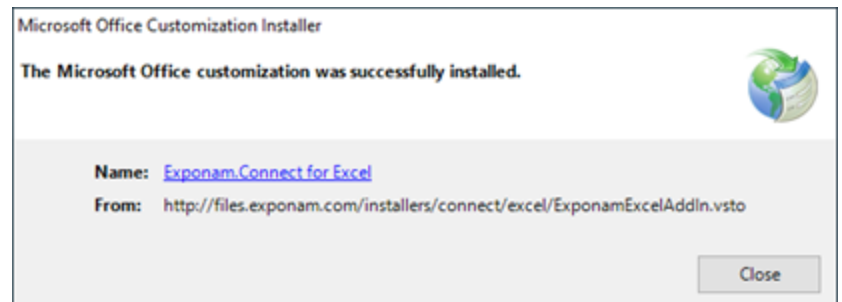 Microsoft Office Customization Installer
The Microsoft Office customization was successfully installed.
Name: Exponam.Connect for Excel
From: http://files.exponam.com/installers/connect/excel/ExponamExcelAddIn.vsto
Close